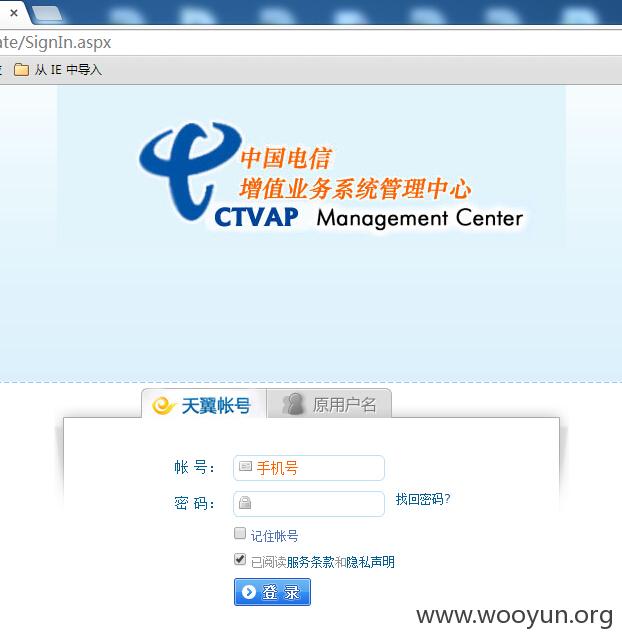 ate/SignIn.aspx
从 IE 中导入
中国电信
增值业务系统管理中心
CTVAP Management Center
天翼帐号
原用户名
帐 号：
手机号
密 码：
找回密码?
记住帐号
已阅读服务条款和隐私声明
登 录
www.wooyun.org